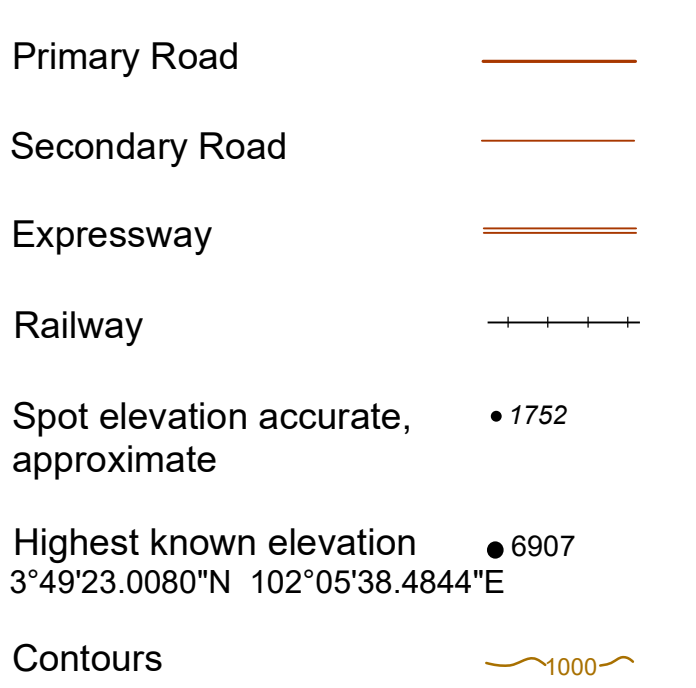 Primary Road
Secondary Road
Expressway
Railway
Spot elevation accurate, 1752
approximate
Highest known elevation 6907
3°49'23.0080"N 102°05'38.4844"E
Contours 1000